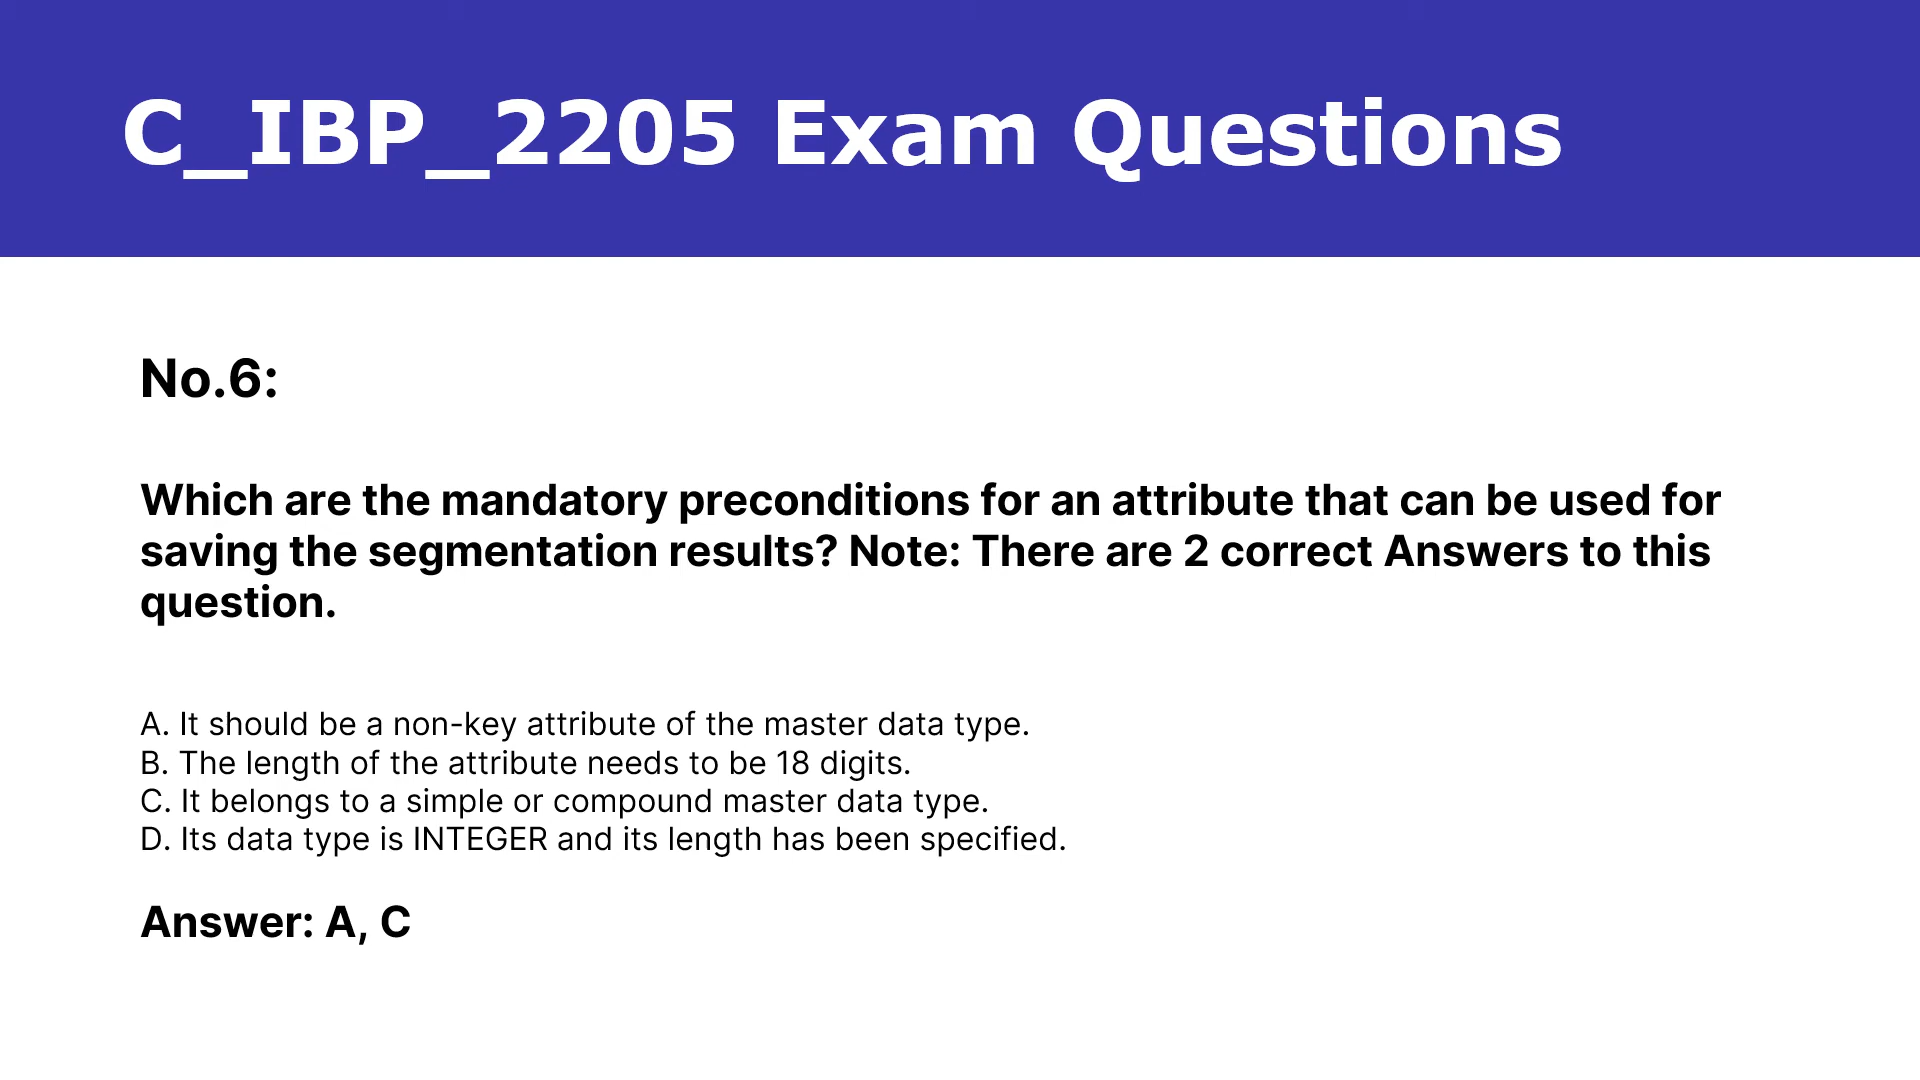 C_IBP_2205 Exam Questions
No.6:
Which are the mandatory preconditions for an attribute that can be used for
saving the segmentation results? Note: There are 2 correct Answers to this
question.
A. It should be a non-key attribute of the master data type.
B. The length of the attribute needs to be 18 digits.
C. It belongs to a simple or compound master data type.
D. Its data type is INTEGER and its length has been specified.
Answer: A, C